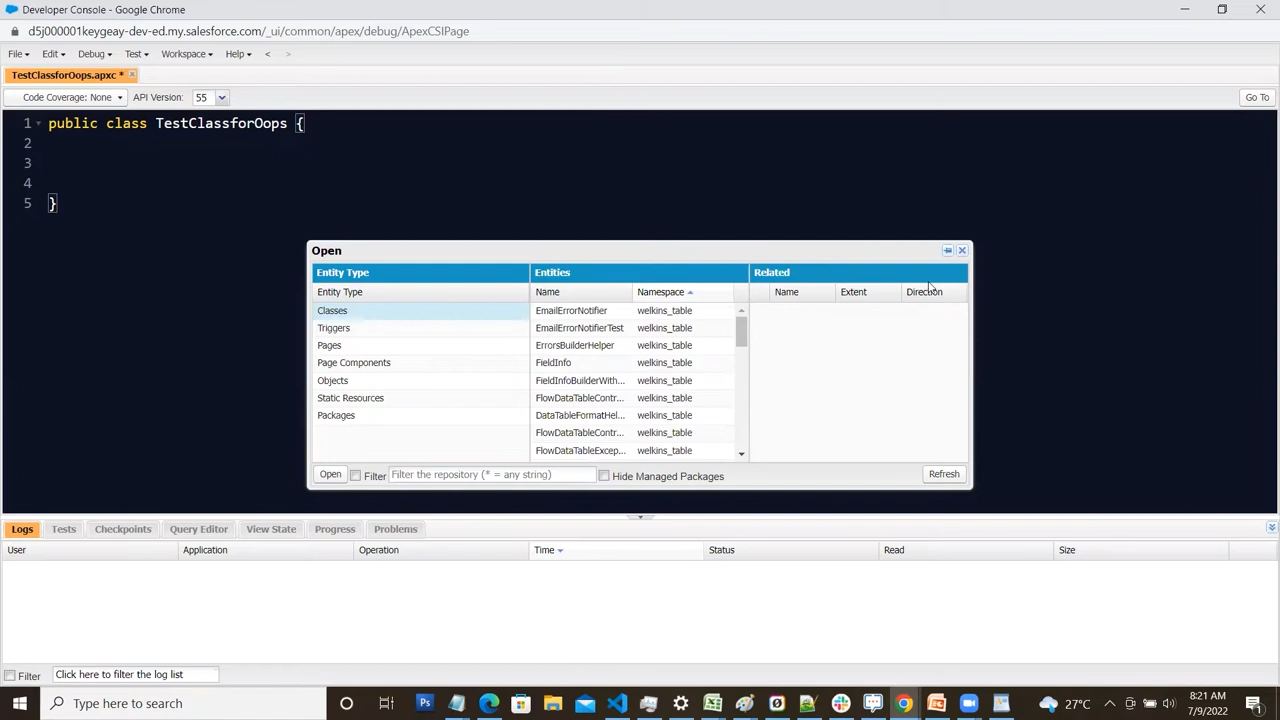 Developer Console - Google Chrome
d5j000001keygeay-dev-ed.my.salesforce.com/_ui/common/apex/debug/ApexCSIPage
File Edit Debug Test Workspace Help < >
TestClassforOops.apxc *
Code Coverage: None API Version: 55 Go To
1 public class TestClassforOops {
2
3
4
5 }
Open
Entity Type Entities Related
Entity Type Name Namespace Name Extent Direction
Classes EmailErrorNotifier welkins_table
Triggers EmailErrorNotifierTest welkins_table
Pages ErrorsBuilderHelper welkins_table
Page Components FieldInfo welkins_table
Objects FieldInfoBuilderWith... welkins_table
Static Resources FlowDataTableContr... welkins_table
Packages DataTableFormatHel... welkins_table
FlowDataTableContr... welkins_table
FlowDataTableExcep... welkins_table
Open Filter Filter the repository (* = any string) Hide Managed Packages Refresh
Logs Tests Checkpoints Query Editor View State Progress Problems
User Application Operation Time Status Read Size
Filter Click here to filter the log list
Type here to search
Ps
27°C
8:21 AM
7/9/2022
1